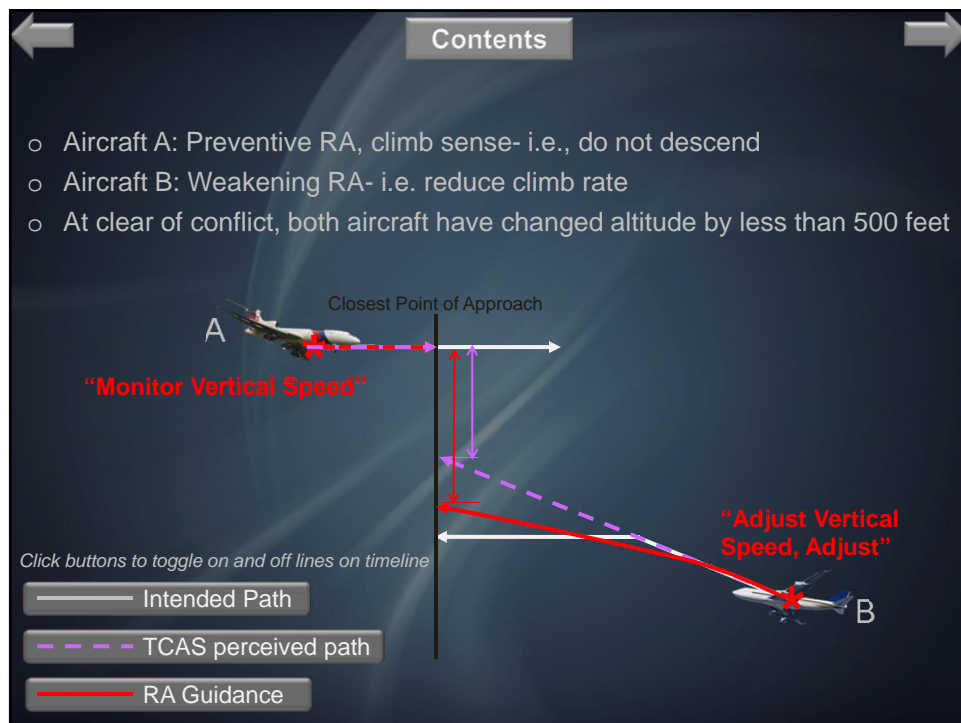 Contents
o Aircraft A: Preventive RA, climb sense- i.e., do not descend
o Aircraft B: Weakening RA- i.e. reduce climb rate
o At clear of conflict, both aircraft have changed altitude by less than 500 feet
Closest Point of Approach
A
“Monitor Vertical Speed“
“Adjust Vertical
Speed, Adjust”
B
Click buttons to toggle on and off lines on timeline
Intended Path
TCAS perceived path
RA Guidance